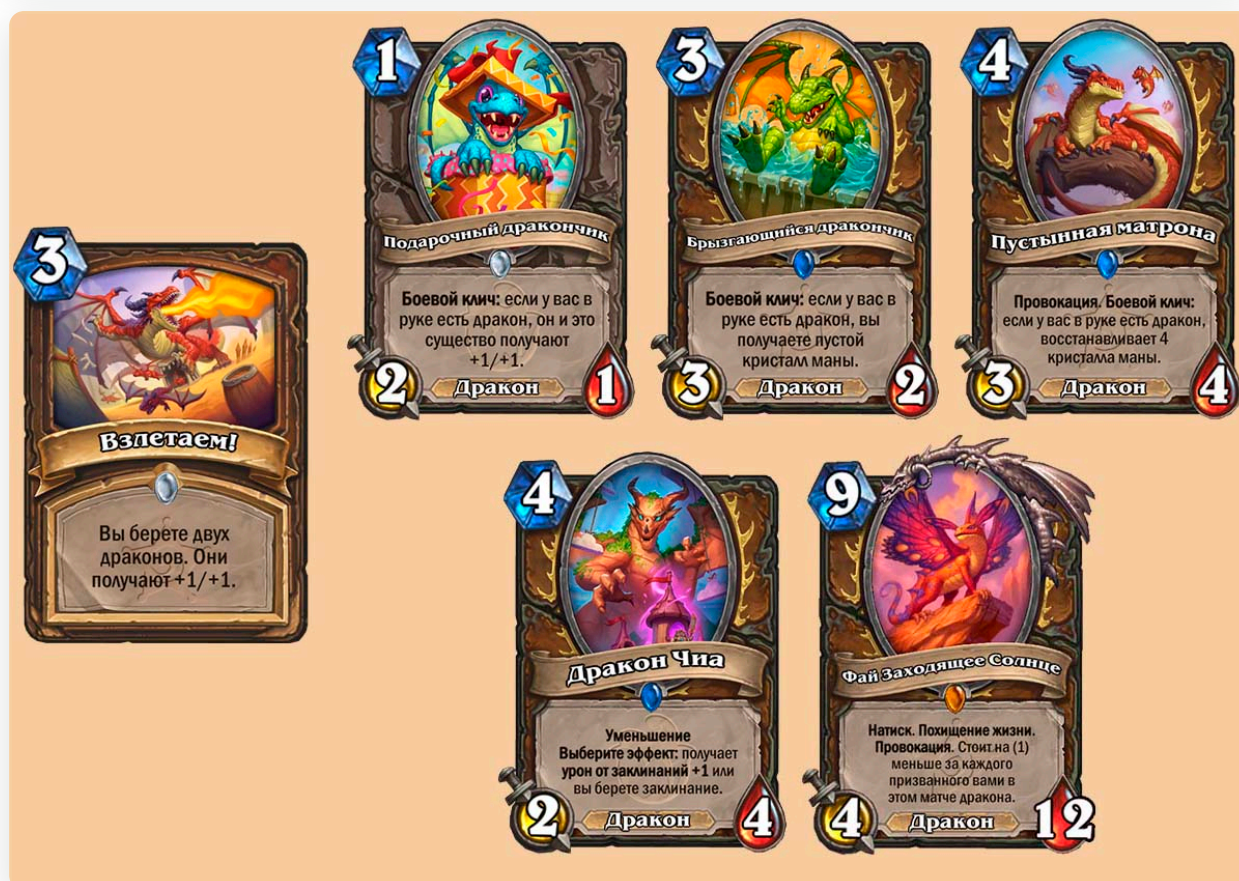 3
Взлетаем!
Вы берете двух
драконов. Они
получают +1/+1.
1
Подарочный дракончик
Боевой клич: если у вас в
руке есть дракон, он и это
существо получают
+1/+1.
2
Дракон
1
3
Брызгающийся дракончик
Боевой клич: если у вас в
руке есть дракон, вы
получаете пустой
кристалл маны.
3
Дракон
2
4
Пустынная матрона
Провокация. Боевой клич:
если у вас в руке есть дракон,
восстанавливает 4
кристалла маны.
3
Дракон
4
4
Дракон Чиа
Уменьшение
Выберите эффект: получает
урон от заклинаний +1 или
вы берете заклинание.
2
Дракон
4
9
Фай Заходящее Солнце
Натиск. Похищение жизни.
Провокация. Стоит на (1)
меньше за каждого
призванного вами в
этом матче дракона.
4
Дракон
12